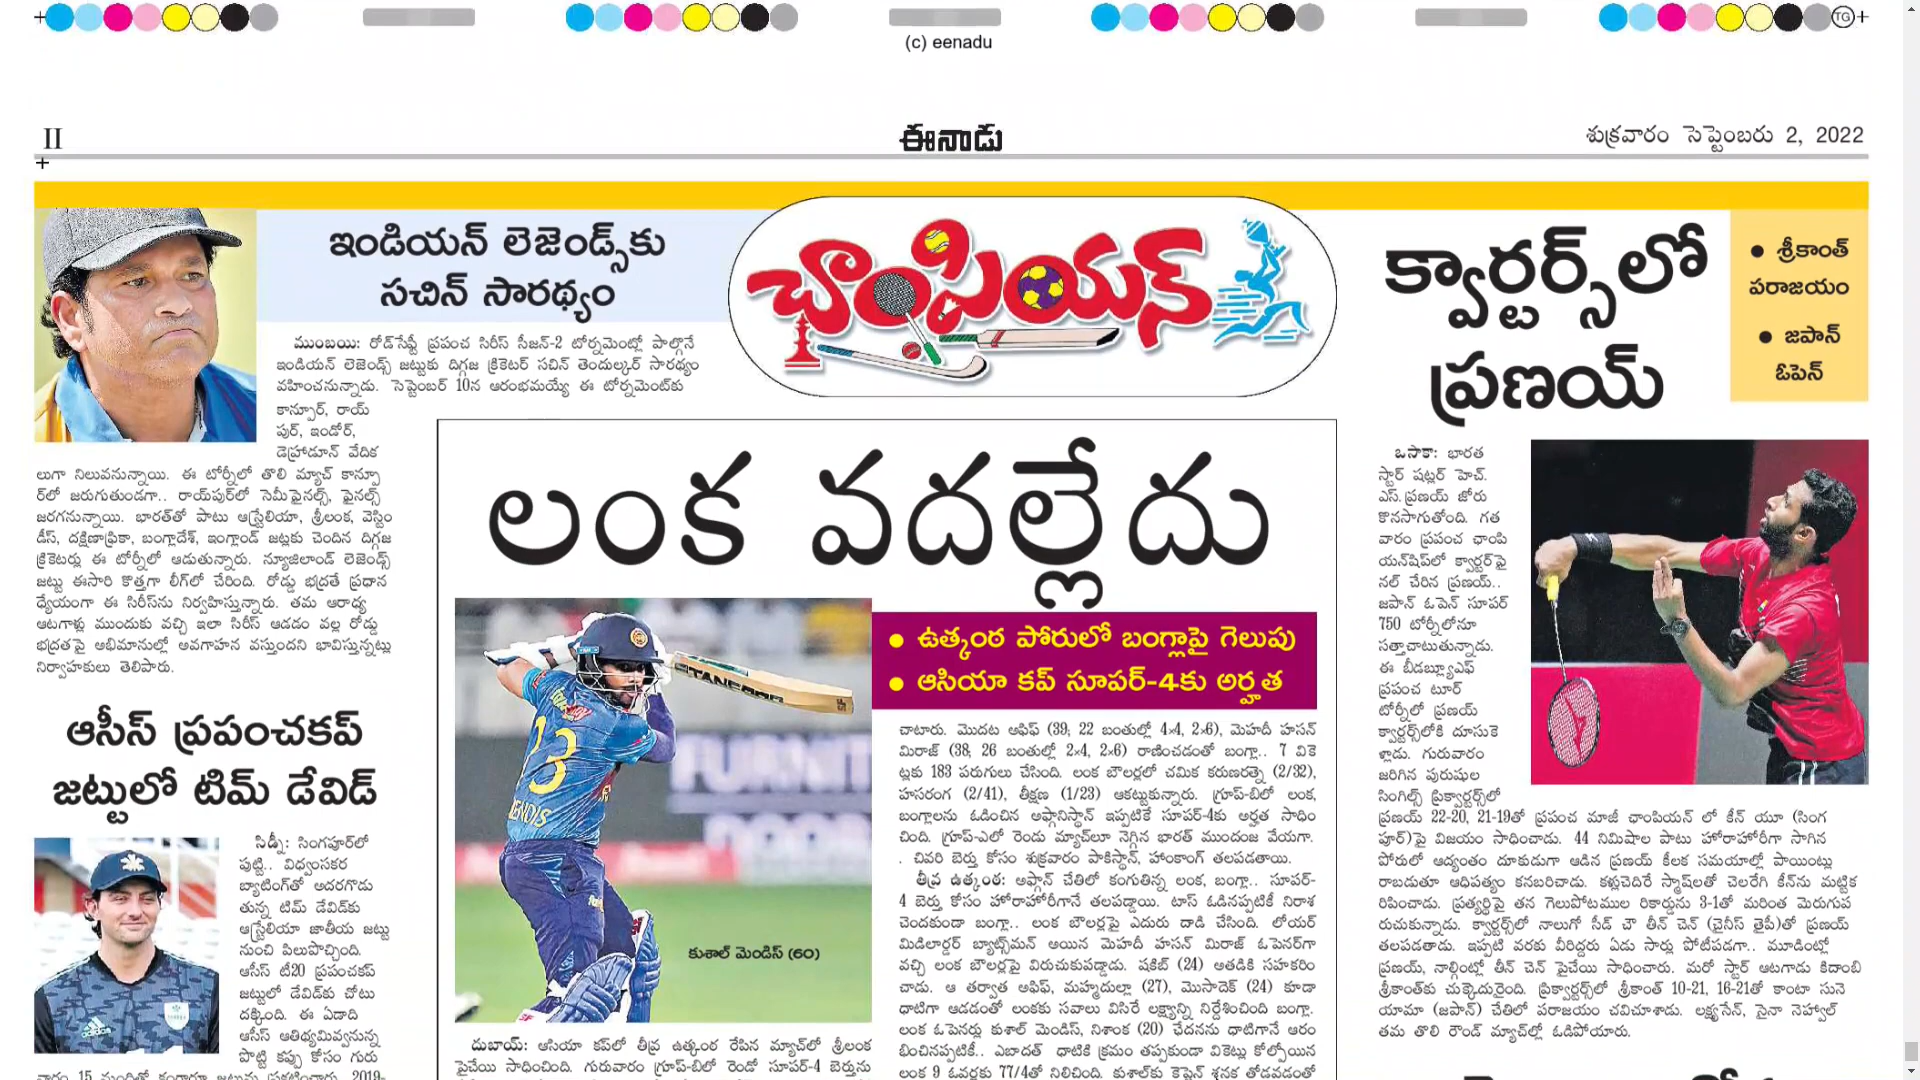 TG
(c) eenadu
II
ఈనాడు
శుక్రవారం సెప్టెంబరు 2, 2022
ఇండియన్ లెజెండ్స్‌కు
సచిన్ సారథ్యం
ముంబయి: రోడ్‌సేఫ్టీ ప్రపంచ సిరీస్ సీజన్-2 టోర్నమెంట్లో పాల్గొనే
ఇండియన్ లెజెండ్స్ జట్టుకు దిగ్గజ క్రికెటర్ సచిన్ తెందుల్కర్ సారథ్యం
వహించనున్నాడు. సెప్టెంబర్ 10న ఆరంభమయ్యే ఈ టోర్నమెంట్‌కు
కాన్పూర్, రాయ్
పుర్, ఇండోర్,
డెహ్రాడూన్ వేదిక
లుగా నిలువనున్నాయి. ఈ టోర్నీలో తొలి మ్యాచ్ కాన్పూ
ర్‌లో జరుగుతుండగా.. రాయ్‌పుర్‌లో సెమీఫైనల్స్, ఫైనల్స్
జరగనున్నాయి. భారత్‌తో పాటు ఆస్ట్రేలియా, శ్రీలంక, వెస్టిం
డీస్, దక్షిణాఫ్రికా, బంగ్లాదేశ్, ఇంగ్లాండ్ జట్లకు చెందిన దిగ్గజ
క్రికెటర్లు ఈ టోర్నీలో ఆడుతున్నారు. న్యూజిలాండ్ లెజెండ్స్
జట్టు ఈసారి కొత్తగా లీగ్‌లో చేరింది. రోడ్డు భద్రతే ప్రధాన
ధ్యేయంగా ఈ సిరీస్‌ను నిర్వహిస్తున్నారు. తమ ఆరాధ్య
ఆటగాళ్లు ముందుకు వచ్చి ఇలా సిరీస్ ఆడడం వల్ల రోడ్డు
భద్రతపై అభిమానుల్లో అవగాహన వస్తుందని భావిస్తున్నట్లు
నిర్వాహకులు తెలిపారు.
ఆసీస్ ప్రపంచకప్
జట్టులో టిమ్ డేవిడ్
సిడ్నీ: సింగపూర్‌లో
పుట్టి.. విధ్వంసకర
బ్యాటింగ్‌తో అదరగొడు
తున్న టిమ్ డేవిడ్‌కు
ఆస్ట్రేలియా జాతీయ జట్టు
నుంచి పిలుపొచ్చింది.
ఆసీస్ టీ20 ప్రపంచకప్
జట్టులో డేవిడ్‌కు చోటు
దక్కింది. ఈ ఏడాది
ఆసీస్ ఆతిథ్యమివ్వనున్న
పొట్టి కప్పు కోసం గురు
వారం 15 మందితో కంగారూ జట్టును ప్రకటించారు. 2019-
ఛాంపియన్
లంక వదల్లేదు
● ఉత్కంఠ పోరులో బంగ్లాపై గెలుపు
● ఆసియా కప్ సూపర్-4కు అర్హత
కుశాల్ మెండిస్ (60)
దుబాయ్: ఆసియా కప్‌లో తీవ్ర ఉత్కంఠ రేపిన మ్యాచ్‌లో శ్రీలంక
పైచేయి సాధించింది. గురువారం గ్రూప్-బిలో రెండో సూపర్-4 బెర్తును
చాటారు. మొదట ఆఫిఫ్ (39; 22 బంతుల్లో 4×4, 2×6), మెహదీ హసన్
మిరాజ్ (38; 26 బంతుల్లో 2×4, 2×6) రాణించడంతో బంగ్లా.. 7 వికె
ట్లకు 183 పరుగులు చేసింది. లంక బౌలర్లలో చమిక కరుణరత్నె (2/32),
హసరంగ (2/41), తీక్షణ (1/23) ఆకట్టుకున్నారు. గ్రూప్-బిలో లంక,
బంగ్లాలను ఓడించిన అఫ్గానిస్థాన్ ఇప్పటికే సూపర్-4కు అర్హత సాధిం
చింది. గ్రూప్-ఎలో రెండు మ్యాచ్‌లూ నెగ్గిన భారత్ ముందంజ వేయగా.
. చివరి బెర్తు కోసం శుక్రవారం పాకిస్థాన్, హాంకాంగ్ తలపడతాయి.
తీవ్ర ఉత్కంఠ: అఫ్గాన్ చేతిలో కంగుతిన్న లంక, బంగ్లా.. సూపర్-
4 బెర్తు కోసం హోరాహోరీగానే తలపడ్డాయి. టాస్ ఓడినప్పటికీ నిరాశ
చెందకుండా బంగ్లా.. లంక బౌలర్లపై ఎదురు దాడి చేసింది. లోయర్
మిడిలార్డర్ బ్యాట్స్‌మన్ అయిన మెహదీ హసన్ మిరాజ్ ఓపెనర్‌గా
వచ్చి లంక బౌలర్లపై విరుచుకుపడ్డాడు. షకిబ్ (24) అతడికి సహకరిం
చాడు. ఆ తర్వాత ఆఫిఫ్, మహ్మదుల్లా (27), మొసాదెక్ (24) కూడా
ధాటిగా ఆడడంతో లంకకు సవాలు విసిరే లక్ష్యాన్ని నిర్దేశించింది బంగ్లా.
లంక ఓపెనర్లు కుశాల్ మెండిస్, నిశాంక (20) ఛేదనను ధాటిగానే ఆరం
భించినప్పటికీ.. ఎబాదత్ ధాటికి క్రమం తప్పకుండా వికెట్లు కోల్పోయిన
లంక 9 ఓవర్లకు 77/4తో నిలిచింది. కుశాల్‌కు కెప్టెన్ శనక తోడవడంతో
క్వార్టర్స్‌లో
ప్రణయ్
● శ్రీకాంత్
పరాజయం
● జపాన్
ఓపెన్
ఒసాకా: భారత
స్టార్ షట్లర్ హెచ్.
ఎస్.ప్రణయ్ జోరు
కొనసాగుతోంది. గత
వారం ప్రపంచ ఛాంపి
యన్‌షిప్‌లో క్వార్టర్‌ఫై
నల్ చేరిన ప్రణయ్..
జపాన్ ఓపెన్ సూపర్
750 టోర్నీలోనూ
సత్తాచాటుతున్నాడు.
ఈ బీడబ్ల్యూఎఫ్
ప్రపంచ టూర్
టోర్నీలో ప్రణయ్
క్వార్టర్స్‌లోకి దూసుకె
ళ్లాడు. గురువారం
జరిగిన పురుషుల
సింగిల్స్ ప్రిక్వార్టర్స్‌లో
ప్రణయ్ 22-20, 21-19తో ప్రపంచ మాజీ ఛాంపియన్ లో కీన్ యూ (సింగ
పూర్)పై విజయం సాధించాడు. 44 నిమిషాల పాటు హోరాహోరీగా సాగిన
పోరులో ఆద్యంతం దూకుడుగా ఆడిన ప్రణయ్ కీలక సమయాల్లో పాయింట్లు
రాబడుతూ ఆధిపత్యం కనబరిచాడు. కళ్లుచెదిరే స్మాష్‌లతో చెలరేగి కీన్‌ను మట్టిక
రిపించాడు. ప్రత్యర్థిపై తన గెలుపోటముల రికార్డును 3-1తో మరింత మెరుగుప
రుచుకున్నాడు. క్వార్టర్స్‌లో నాలుగో సీడ్ చౌ తీన్ చెన్ (చైనీస్ తైపీ)తో ప్రణయ్
తలపడతాడు. ఇప్పటి వరకు వీరిద్దరు ఏడు సార్లు పోటీపడగా.. మూడింట్లో
ప్రణయ్, నాల్గింట్లో తీన్ చెన్ పైచేయి సాధించారు. మరో స్టార్ ఆటగాడు కిదాంబి
శ్రీకాంత్‌కు చుక్కెదురైంది. ప్రిక్వార్టర్స్‌లో శ్రీకాంత్ 10-21, 16-21తో కాంటా సునె
యామా (జపాన్) చేతిలో పరాజయం చవిచూశాడు. లక్ష్యసేన్, సైనా నెహ్వాల్
తమ తొలి రౌండ్ మ్యాచ్‌ల్లో ఓడిపోయారు.